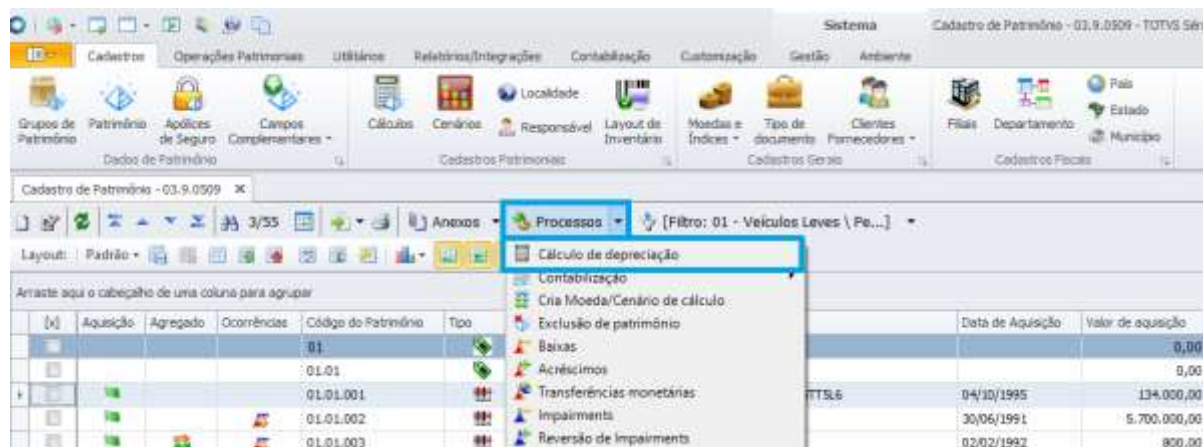 Sistema
Cadastro de Patrimônio - 03.9.0509 - TOTVS Sér
Cadastros
Operações Patrimoniais
Utilitários
Relatórios/Integrações
Contabilização
Customização
Gestão
Ambiente
Grupos de Patrimônio
Patrimônio
Apólices de Seguro
Campos Complementares
Cálculos
Cenários
Localidade
Responsável
Layout de Inventário
Moedas e Índices
Tipo de documento
Clientes Fornecedores
Filiais
Departamento
País
Estado
Município
Dados de Patrimônio
Cadastros Patrimoniais
Cadastros Gerais
Cadastros Fiscais
Cadastro de Patrimônio - 03.9.0509
3/55
Anexos
Processos
[Filtro: 01 - Veículos Leves \ Pe...]
Layout: Padrão
Cálculo de depreciação
Contabilização
Cria Moeda/Cenário de cálculo
Exclusão de patrimônio
Baixas
Acréscimos
Transferências monetárias
Impairments
Reversão de Impairments
Arraste aqui o cabeçalho de uma coluna para agrupar
[x] Aquisição Agregado Ocorrências Código do Patrimônio Tipo Data de Aquisição Valor de aquisição
01 0,00
01.01 0,00
01.01.001 04/10/1995 134.000,00
01.01.002 30/06/1991 5.700.000,00
01.01.003 02/02/1992 800,00